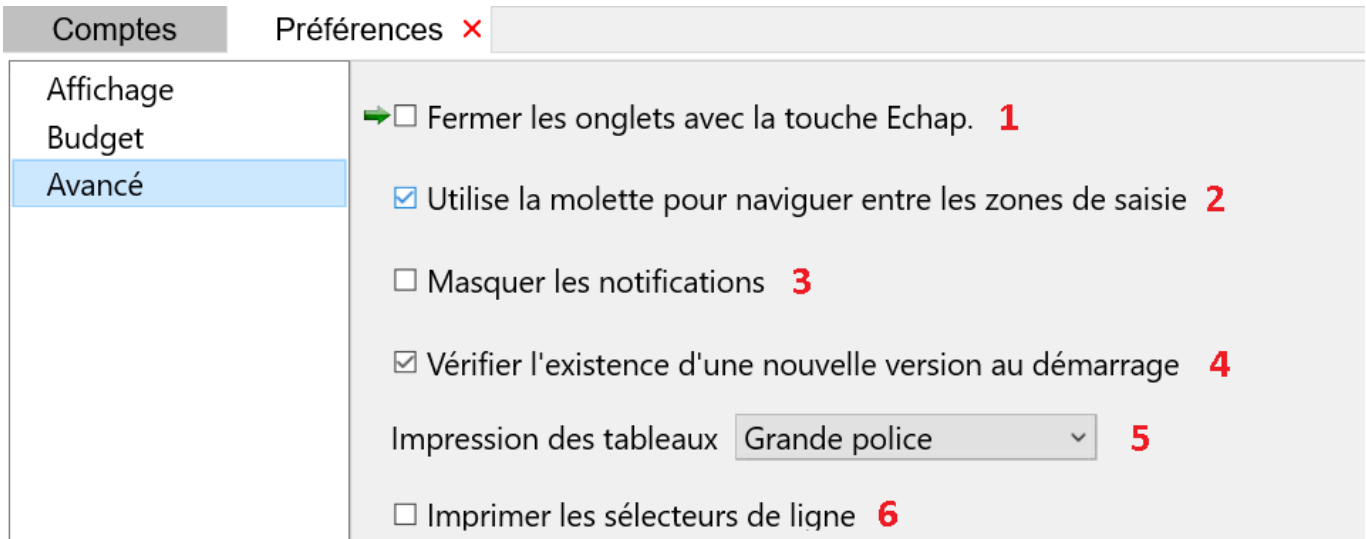 Comptes Préférences
Affichage
Budget
Avancé
Fermer les onglets avec la touche Echap. 1
Utilise la molette pour naviguer entre les zones de saisie 2
Masquer les notifications 3
Vérifier l'existence d'une nouvelle version au démarrage 4
Impression des tableaux Grande police 5
Imprimer les sélecteurs de ligne 6